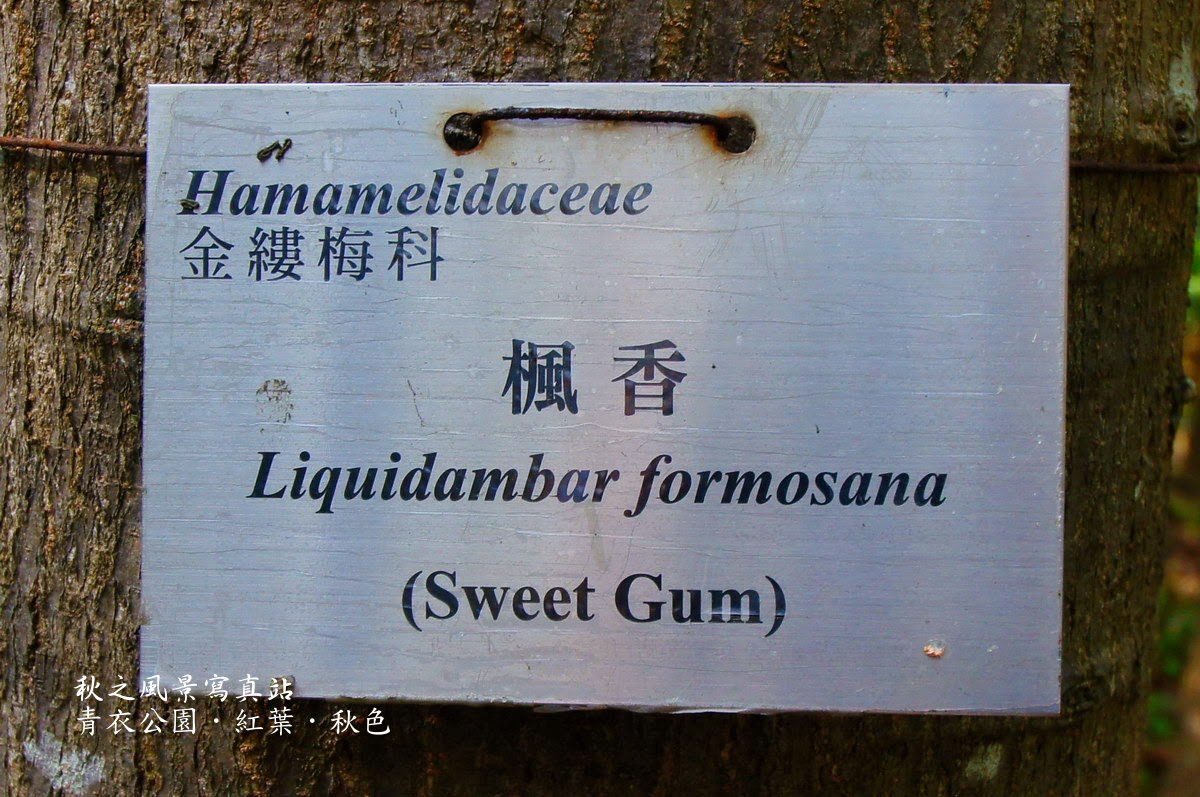 Hamamelidaceae
金縷梅科
楓香
Liquidambar formosana
(Sweet Gum)
秋之風景寫真站
青衣公園・紅葉・秋色